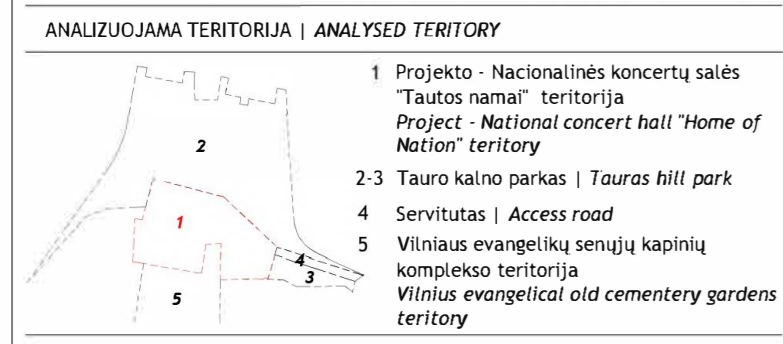 ANALIZUOJAMA TERITORIJA | ANALYSED TERITORY
1 Projekto - Nacionalinės koncertų salės
"Tautos namai" teritorija
Project - National concert hall "Home of
Nation" teritory
2-3 Tauro kalno parkas | Tauras hill park
4 Servitutas | Access road
5 Vilniaus evangelikų senųjų kapinių
komplekso teritorija
Vilnius evangelical old cementery gardens
teritory
2
1
4
3
5